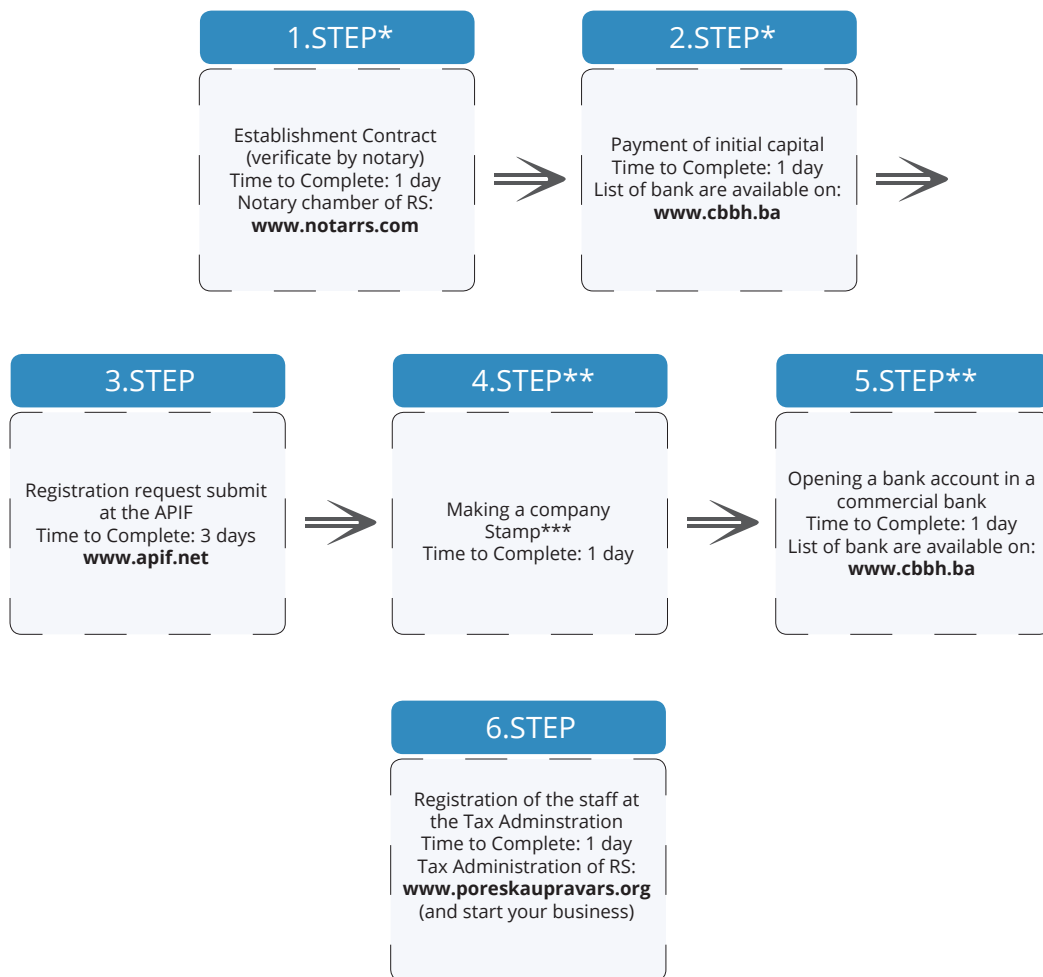 1.STEP*
Establishment Contract
(verificate by notary)
Time to Complete: 1 day
Notary chamber of RS:
www.notarrs.com
2.STEP*
Payment of initial capital
Time to Complete: 1 day
List of bank are available on:
www.cbbh.ba
3.STEP
Registration request submit
at the APIF
Time to Complete: 3 days
www.apif.net
4.STEP**
Making a company
Stamp***
Time to Complete: 1 day
5.STEP**
Opening a bank account in a
commercial bank
Time to Complete: 1 day
List of bank are available on:
www.cbbh.ba
6.STEP
Registration of the staff at
the Tax Adminstration
Time to Complete: 1 day
Tax Administration of RS:
www.poreskaupravars.org
(and start your business)